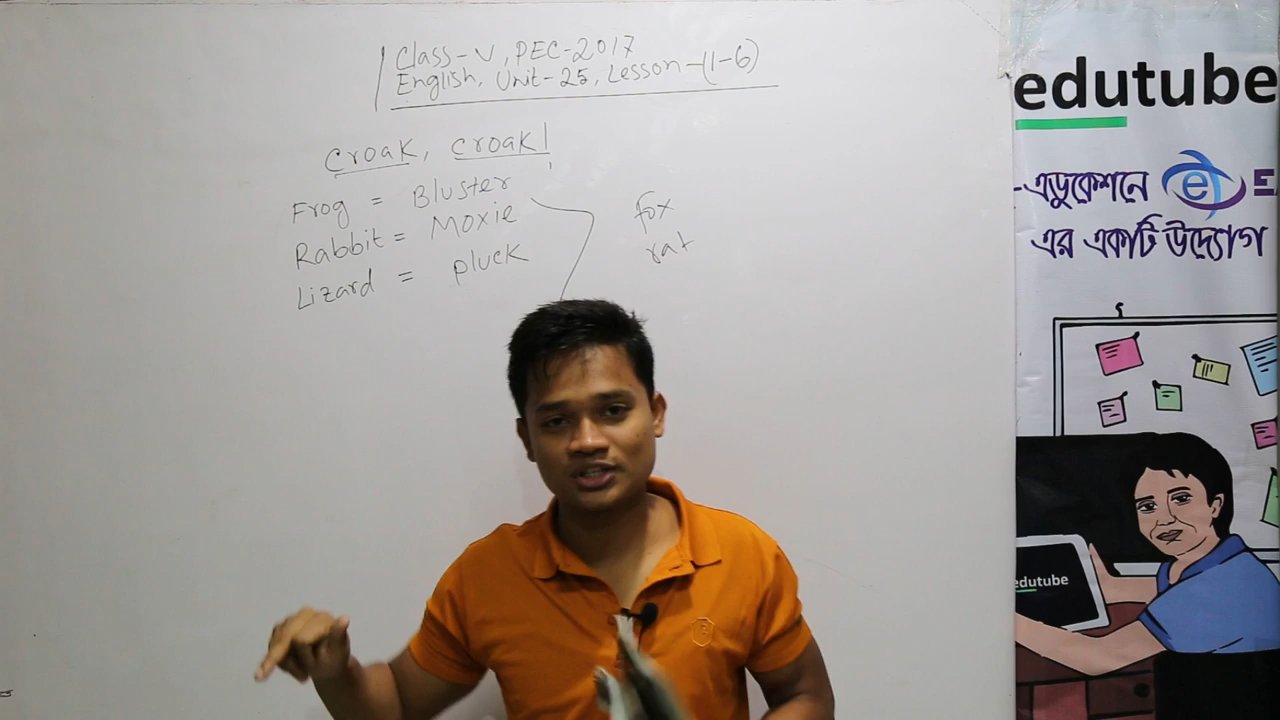 Class-V, PEC-2017
English, Unit-25, Lesson-(1-6)
Croak, croak!
Frog = Bluster
Rabbit = Moxie
Lizard = pluck
fox
rat
edutube
-এডুকেশনে e E
এর একটি উদ্যোগ
edutube